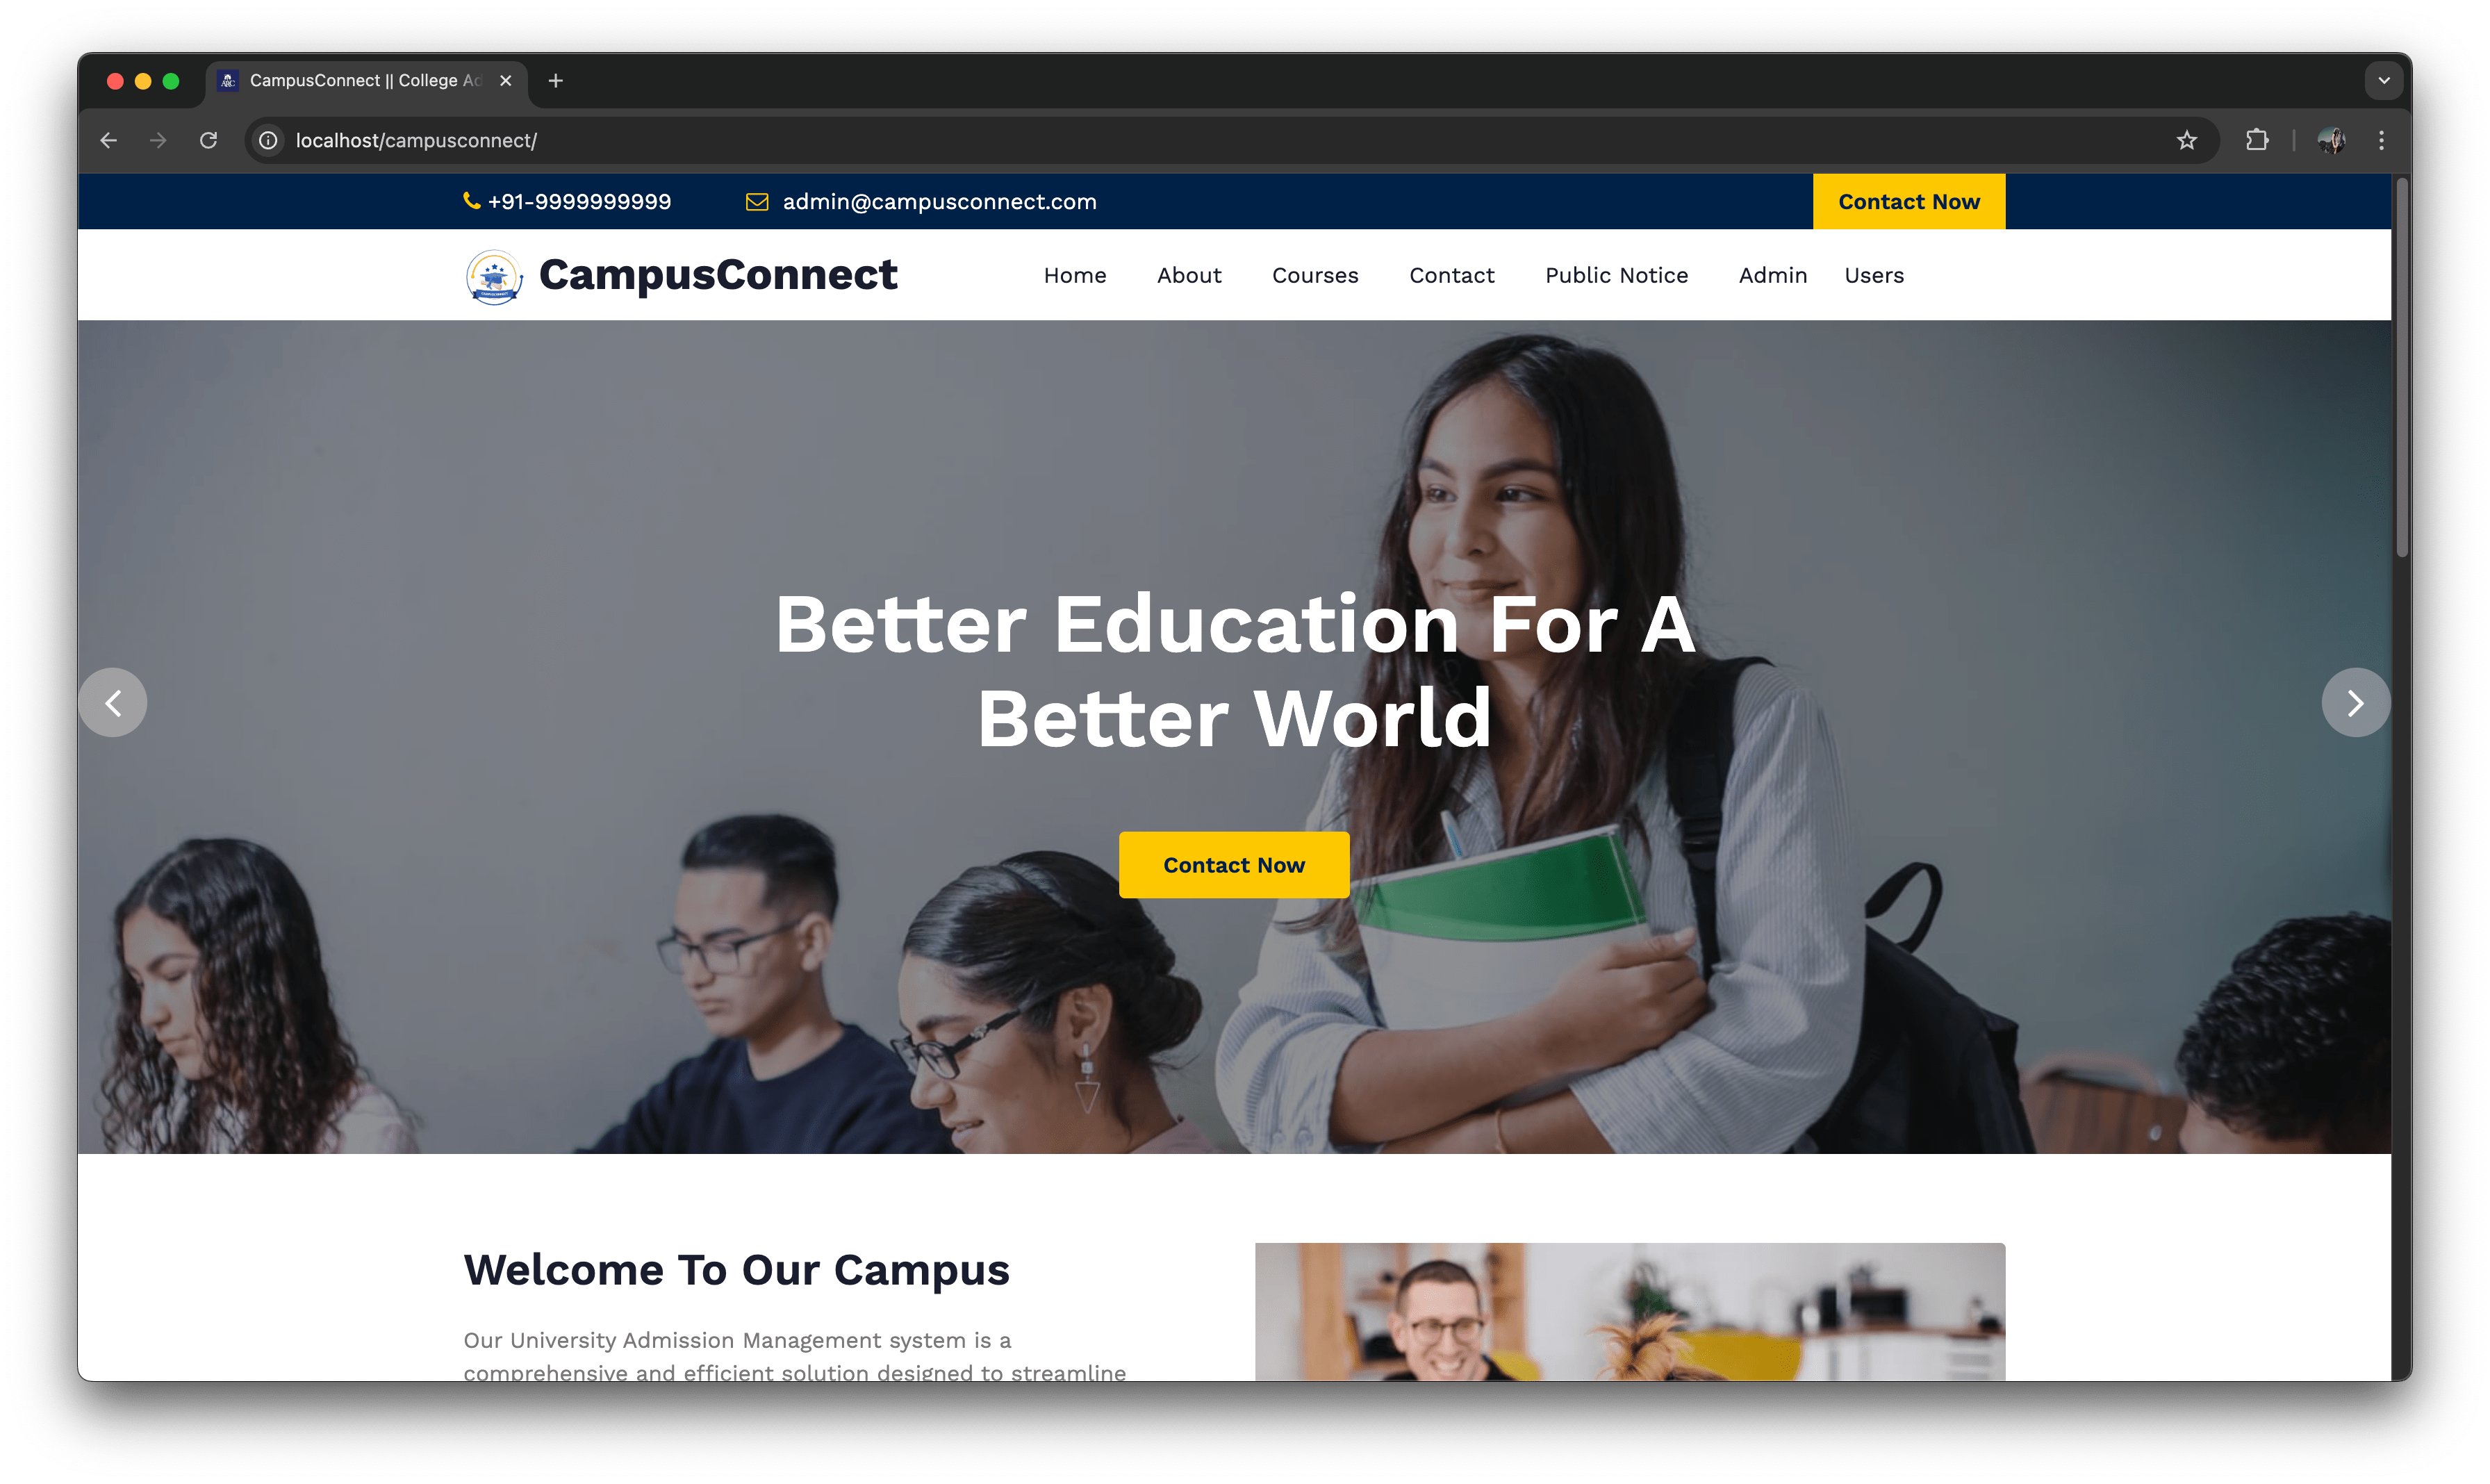 CampusConnect || College Ad
localhost/campusconnect/
+91-9999999999
admin@campusconnect.com
Contact Now
CampusConnect
Home
About
Courses
Contact
Public Notice
Admin
Users
Better Education For A
Better World
Contact Now
Welcome To Our Campus
Our University Admission Management system is a
comprehensive and efficient solution designed to streamline